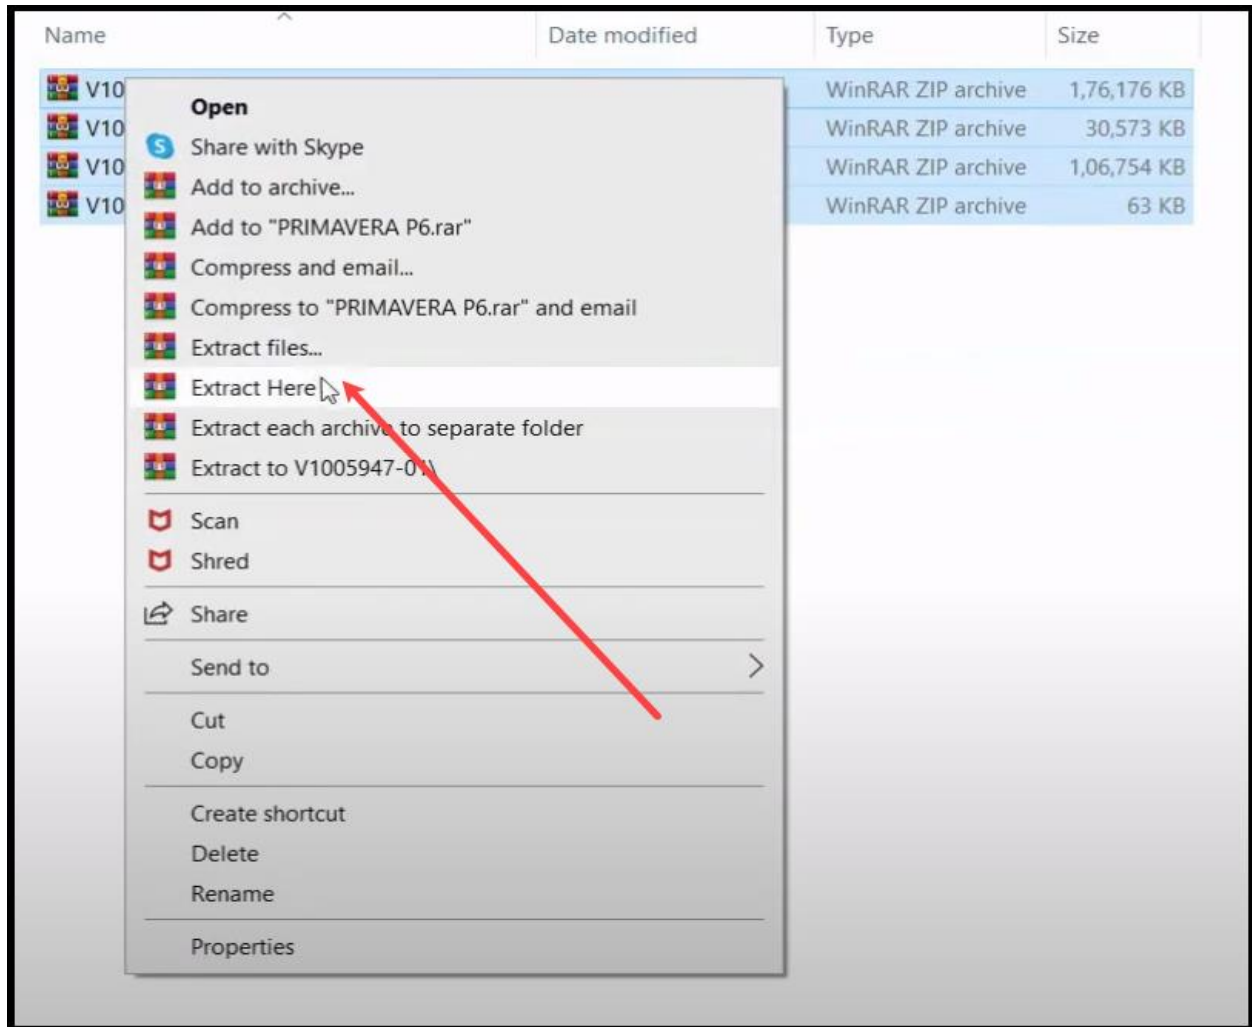 Name Date modified Type Size
V10 WinRAR ZIP archive 1,76,176 KB
V10 WinRAR ZIP archive 30,573 KB
V10 WinRAR ZIP archive 1,06,754 KB
V10 WinRAR ZIP archive 63 KB
Open
Share with Skype
Add to archive...
Add to "PRIMAVERA P6.rar"
Compress and email...
Compress to "PRIMAVERA P6.rar" and email
Extract files...
Extract Here
Extract each archive to separate folder
Extract to V1005947-01\
Scan
Shred
Share
Send to
Cut
Copy
Create shortcut
Delete
Rename
Properties